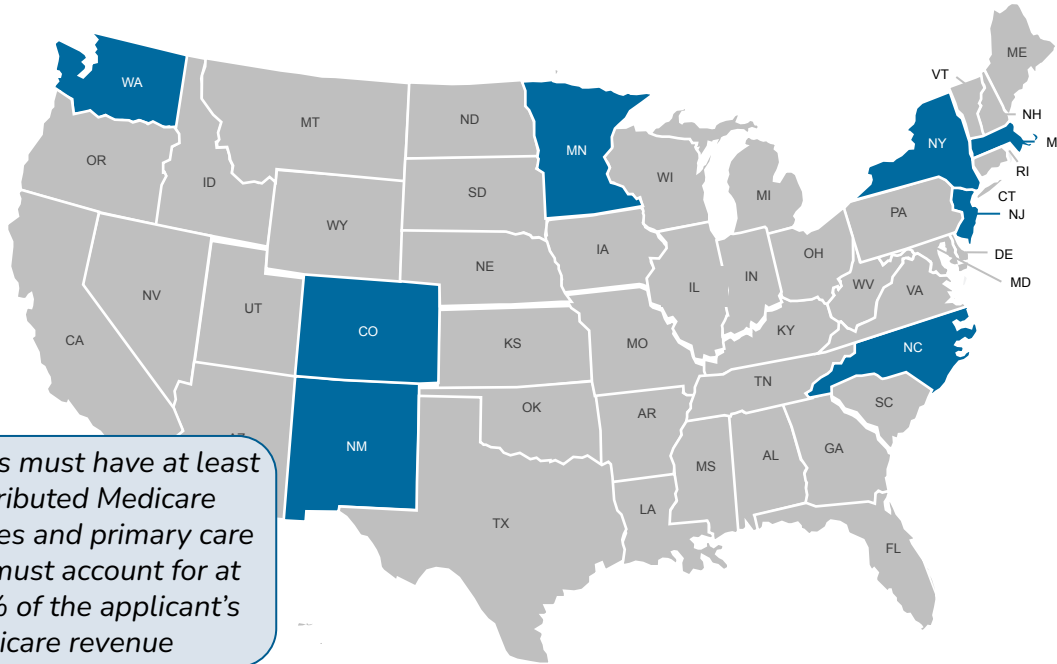 ME
VT
WA
NH
MT
ND
M
NY
MN
OR
RI
ID
WI
SD
MI
CT
PA
NJ
WY
IA
OH
DE
NE
IN
MD
WV
VA
IL
NV
UT
CO
KY
CA
KS
MO
NC
TN
OK
SC
AR
NM
GA
AL
MS
LA
TX
FL
s must have at least
ributed Medicare
es and primary care
must account for at
% of the applicant's
icare revenue